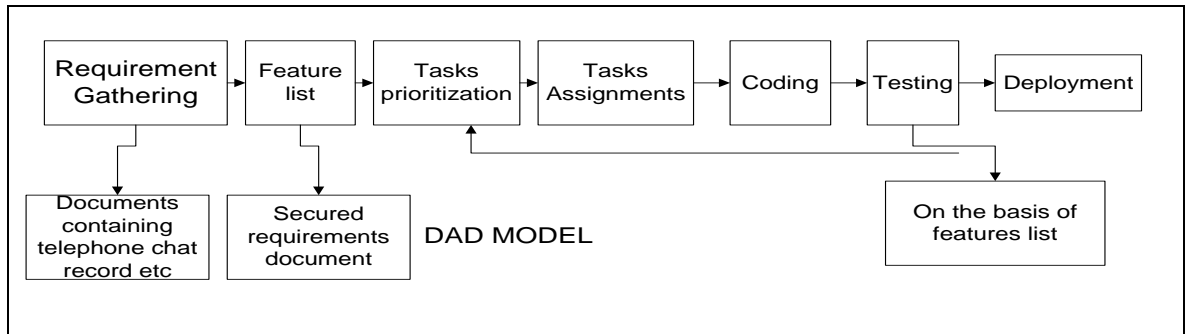 Requirement
Gathering
Feature
list
Tasks
prioritization
Tasks
Assignments
Coding
Testing
Deployment
Documents
containing
telephone chat
record etc
Secured
requirements
document
DAD MODEL
On the basis of
features list